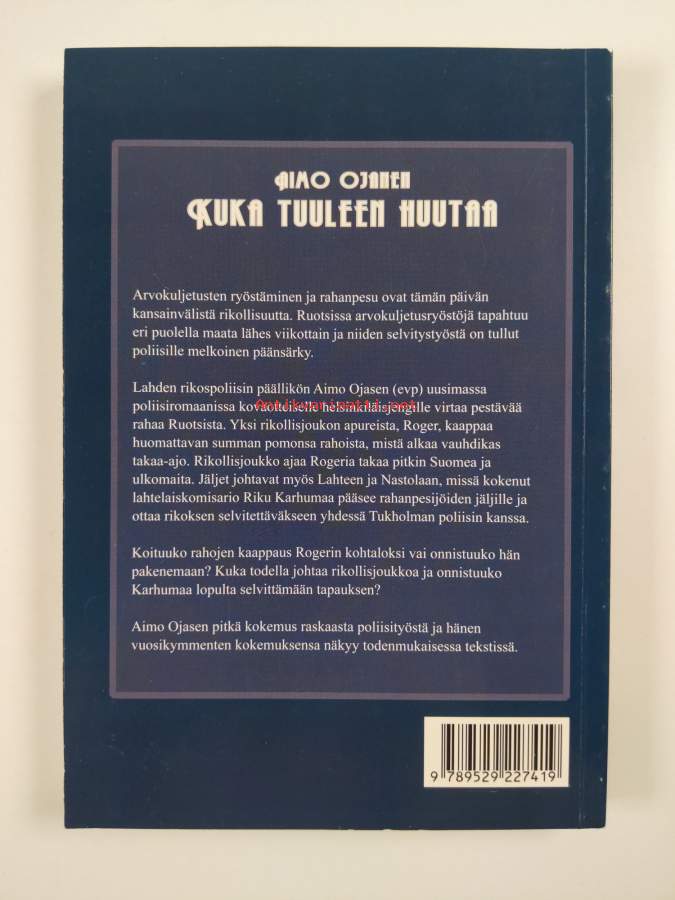 AIMO OJANEN
KUKA TUULEEN HUUTAA
Arvokuljetusten ryöstäminen ja rahanpesu ovat tämän päivän
kansainvälistä rikollisuutta. Ruotsissa arvokuljetusryöstöjä tapahtuu
eri puolella maata lähes viikottain ja niiden selvitystyöstä on tullut
poliisille melkoinen päänsärky.
Lahden rikospoliisin päällikön Aimo Ojasen (evp) uusimassa
poliisiromaanissa kovaotteiselle helsinkiläisjengille virtaa pestävää
Antikvariaatti.net
rahaa Ruotsista. Yksi rikollisjoukon apureista, Roger, kaappaa
huomattavan summan pomonsa rahoista, mistä alkaa vauhdikas
takaa-ajo. Rikollisjoukko ajaa Rogeria takaa pitkin Suomea ja
ulkomaita. Jäljet johtavat myös Lahteen ja Nastolaan, missä kokenut
lahtelaiskomisario Riku Karhumaa pääsee rahanpesijöiden jäljille ja
ottaa rikoksen selvitettäväkseen yhdessä Tukholman poliisin kanssa.
Koituuko rahojen kaappaus Rogerin kohtaloksi vai onnistuuko hän
pakenemaan? Kuka todella johtaa rikollisjoukkoa ja onnistuuko
Karhumaa lopulta selvittämään tapauksen?
Aimo Ojasen pitkä kokemus raskaasta poliisityöstä ja hänen
vuosikymmenten kokemuksensa näkyy todenmukaisessa tekstissä.
9 789529 227419